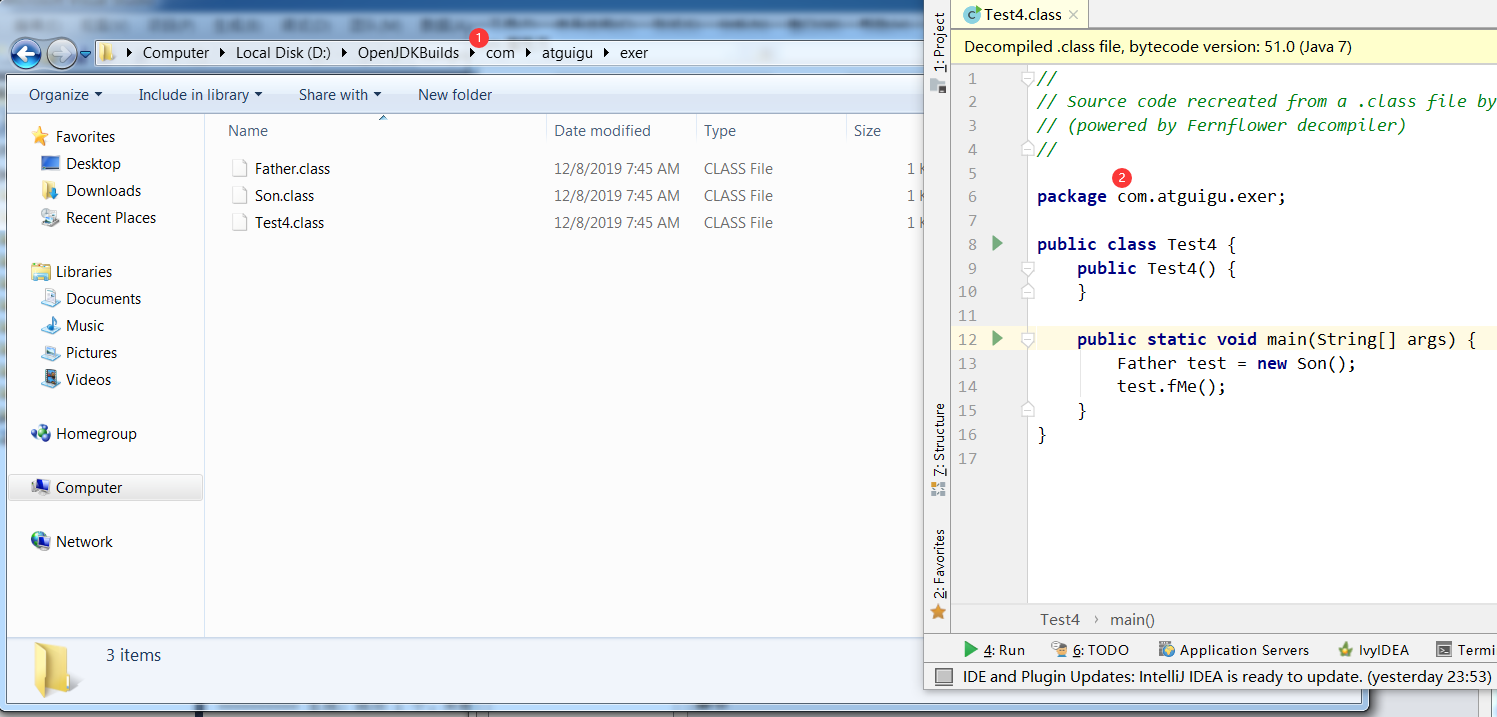 1
Computer Local Disk (D:) OpenJDKBuilds com atguigu exer
Organize Include in library Share with New folder
Favorites
Desktop
Downloads
Recent Places
Libraries
Documents
Music
Pictures
Videos
Homegroup
Computer
Network
Name Date modified Type Size
Father.class 12/8/2019 7:45 AM CLASS File 1 K
Son.class 12/8/2019 7:45 AM CLASS File 1 K
Test4.class 12/8/2019 7:45 AM CLASS File 1 K
3 items
1: Project
7: Structure
2: Favorites
Test4.class
Decompiled .class file, bytecode version: 51.0 (Java 7)
1 //
2 // Source code recreated from a .class file by
3 // (powered by Fernflower decompiler)
4 //
5
2
6 package com.atguigu.exer;
7
8 public class Test4 {
9 public Test4() {
10 }
11
12 public static void main(String[] args) {
13 Father test = new Son();
14 test.fMe();
15 }
16 }
17
Test4 › main()
4: Run 6: TODO Application Servers IvyIDEA Termi
IDE and Plugin Updates: IntelliJ IDEA is ready to update. (yesterday 23:53)